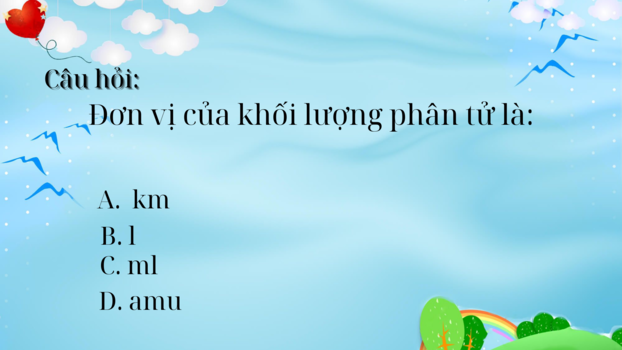 Câu hỏi:
Đơn vị của khối lượng phân tử là:
A. km
B. l
C. ml
D. amu